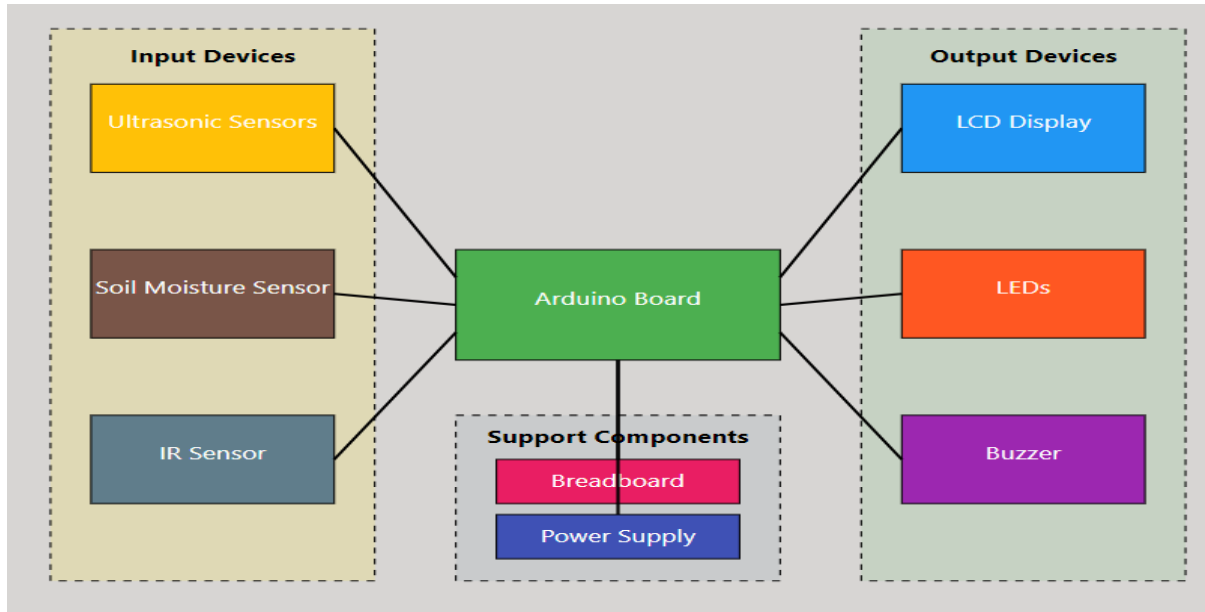 Input Devices
Ultrasonic Sensors
Soil Moisture Sensor
IR Sensor
Arduino Board
Support Components
Breadboard
Power Supply
Output Devices
LCD Display
LEDs
Buzzer